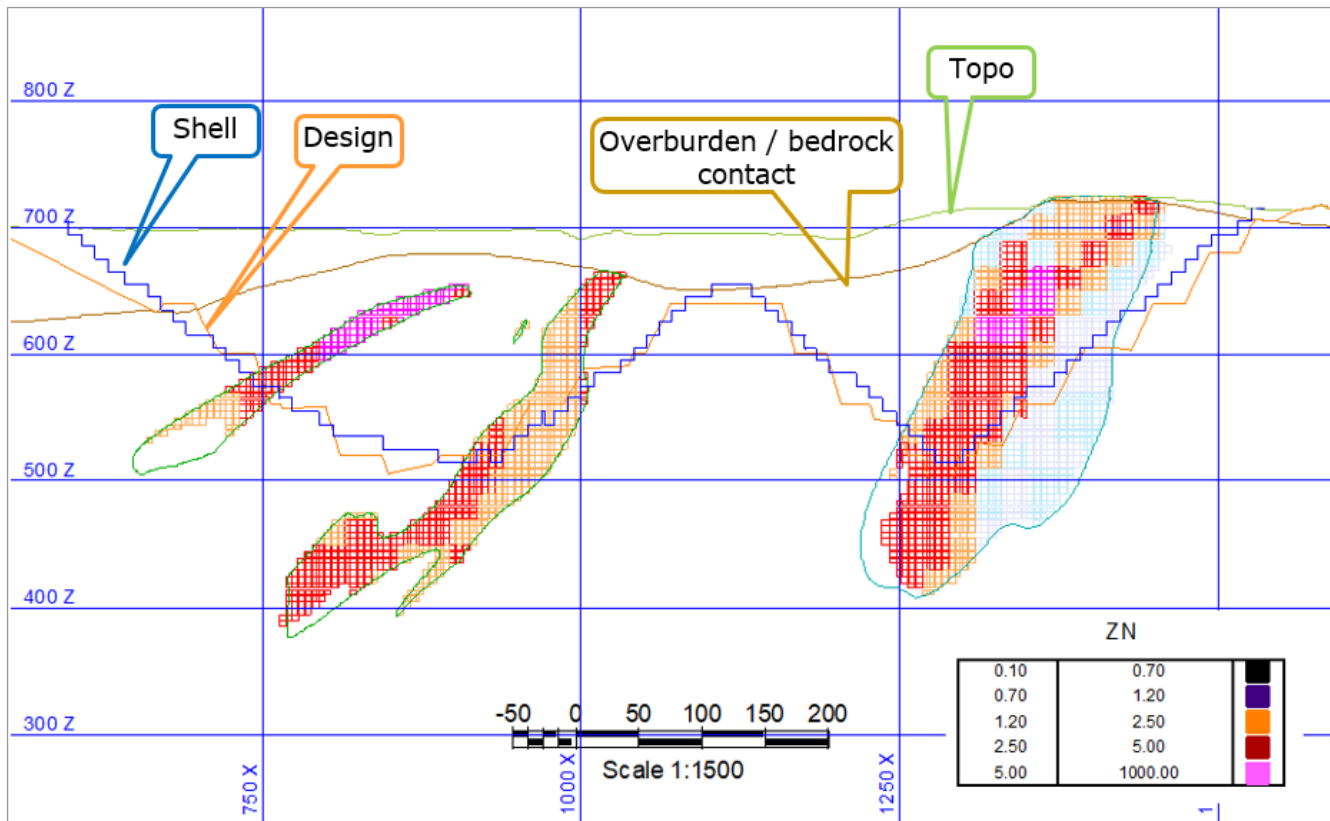 800 Z
Topo
Shell
Design
Overburden / bedrock
contact
700 Z
600 Z
500 Z
400 Z
ZN
0.10 0.70
0.70 1.20
1.20 2.50
2.50 5.00
5.00 1000.00
300 Z
-50 0 50 100 150 200
Scale 1:1500
750 X
1000 X
1250 X
1